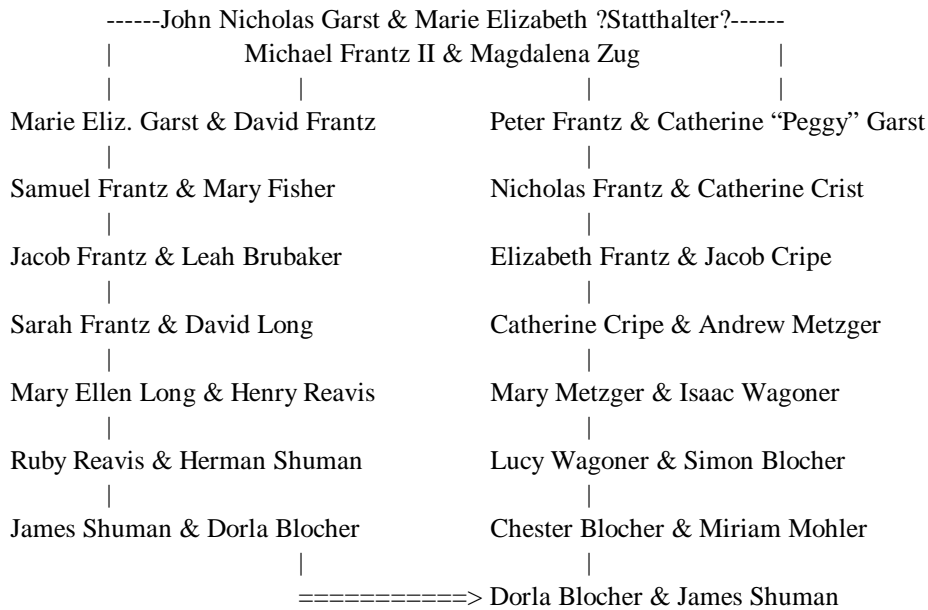 ------John Nicholas Garst & Marie Elizabeth ?Statthalter?------
| Michael Frantz II & Magdalena Zug |
| | | |
Marie Eliz. Garst & David Frantz Peter Frantz & Catherine “Peggy” Garst
| |
Samuel Frantz & Mary Fisher Nicholas Frantz & Catherine Crist
| |
Jacob Frantz & Leah Brubaker Elizabeth Frantz & Jacob Cripe
| |
Sarah Frantz & David Long Catherine Cripe & Andrew Metzger
| |
Mary Ellen Long & Henry Reavis Mary Metzger & Isaac Wagoner
| |
Ruby Reavis & Herman Shuman Lucy Wagoner & Simon Blocher
| |
James Shuman & Dorla Blocher Chester Blocher & Miriam Mohler
| |
===========> Dorla Blocher & James Shuman